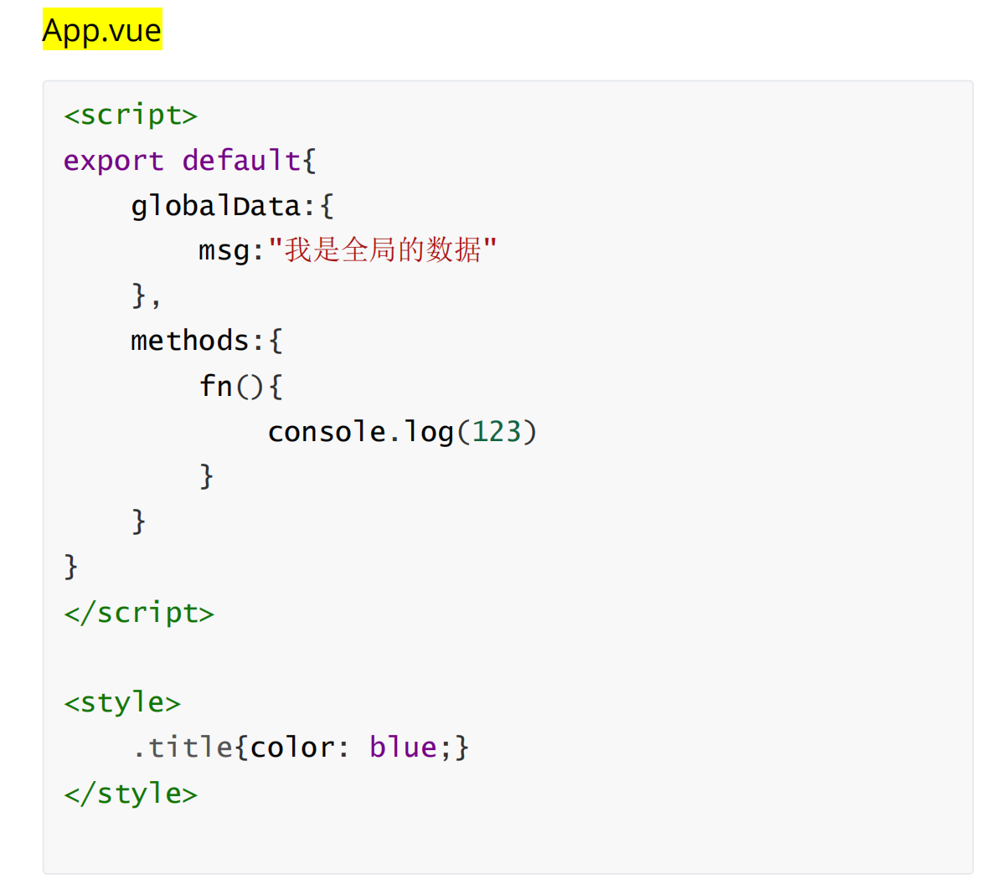 App.vue
<script>
export default{
    globalData:{
        msg:"我是全局的数据"
    },
    methods:{
        fn(){
            console.log(123)
        }
    }
}
</script>

<style>
    .title{color: blue;}
</style>